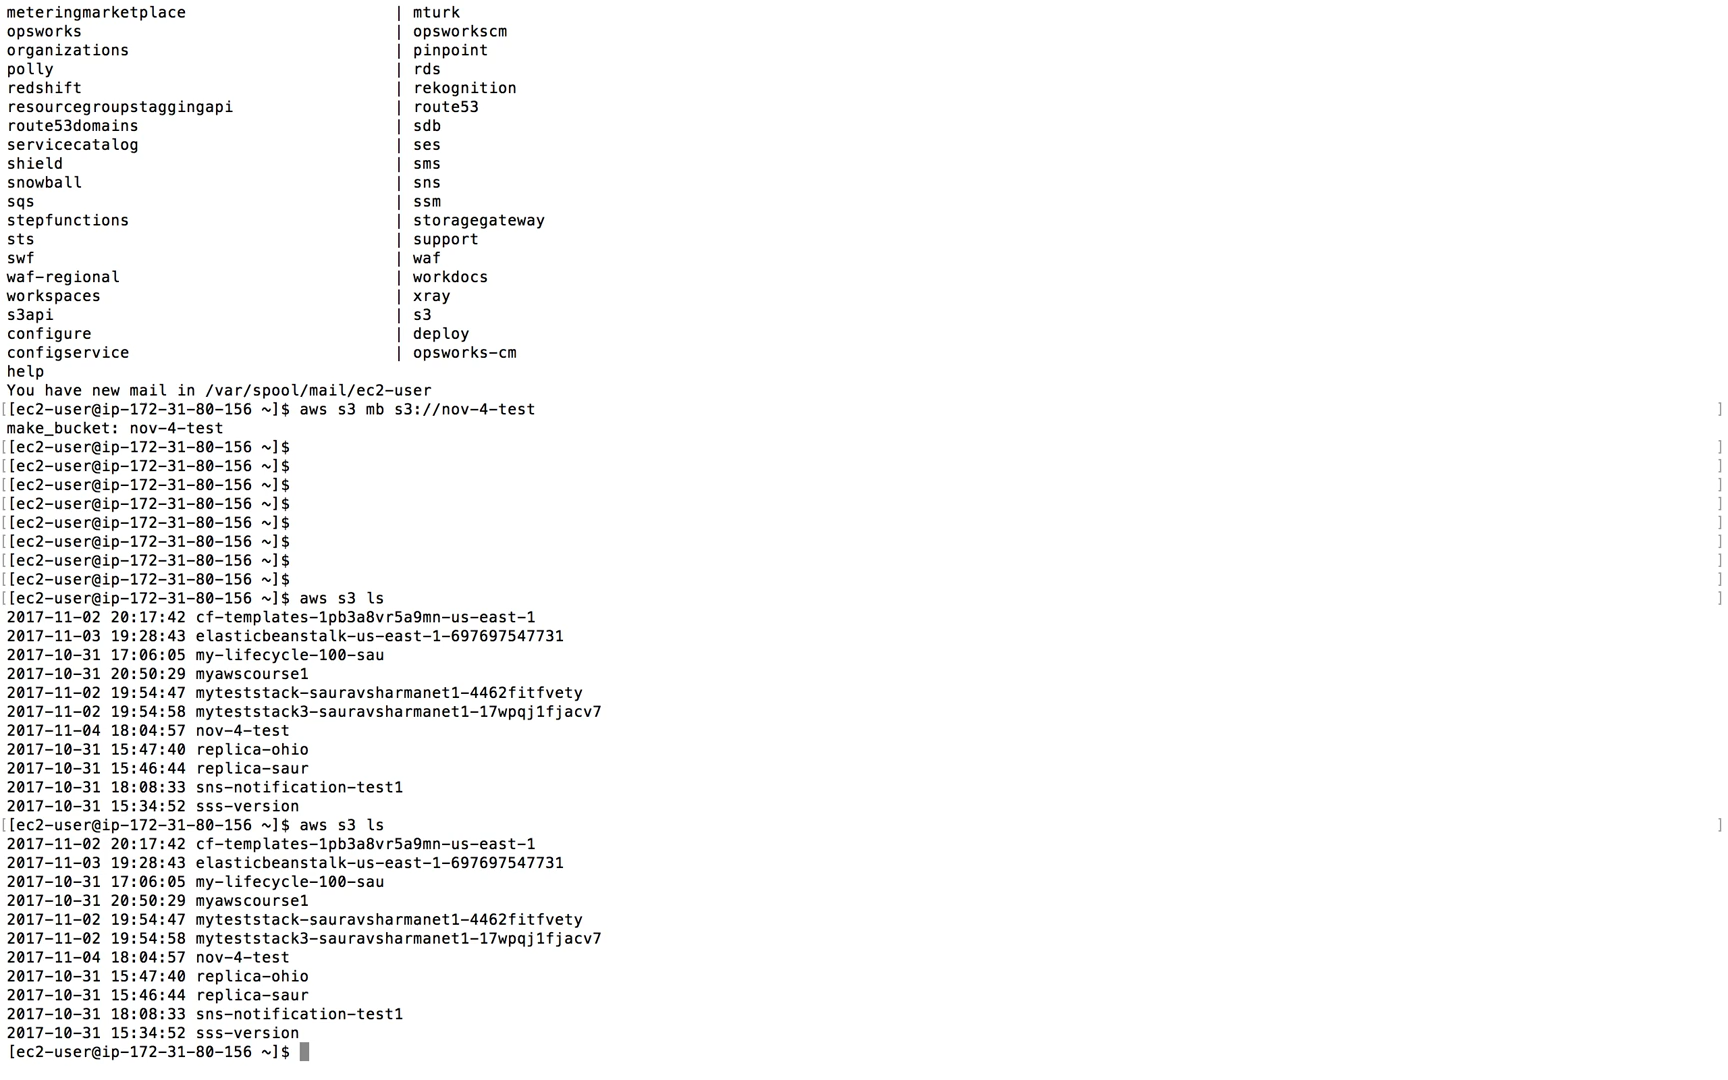 meteringmarketplace | mturk
opsworks | opsworkscm
organizations | pinpoint
polly | rds
redshift | rekognition
resourcegroupstaggingapi | route53
route53domains | sdb
servicecatalog | ses
shield | sms
snowball | sns
sqs | ssm
stepfunctions | storagegateway
sts | support
swf | waf
waf-regional | workdocs
workspaces | xray
s3api | s3
configure | deploy
configservice | opsworks-cm
help
You have new mail in /var/spool/mail/ec2-user
[[ec2-user@ip-172-31-80-156 ~]$ aws s3 mb s3://nov-4-test ]
make_bucket: nov-4-test
[[ec2-user@ip-172-31-80-156 ~]$ ]
[[ec2-user@ip-172-31-80-156 ~]$ ]
[[ec2-user@ip-172-31-80-156 ~]$ ]
[[ec2-user@ip-172-31-80-156 ~]$ ]
[[ec2-user@ip-172-31-80-156 ~]$ ]
[[ec2-user@ip-172-31-80-156 ~]$ ]
[[ec2-user@ip-172-31-80-156 ~]$ ]
[[ec2-user@ip-172-31-80-156 ~]$ ]
[[ec2-user@ip-172-31-80-156 ~]$ aws s3 ls ]
2017-11-02 20:17:42 cf-templates-1pb3a8vr5a9mn-us-east-1
2017-11-03 19:28:43 elasticbeanstalk-us-east-1-697697547731
2017-10-31 17:06:05 my-lifecycle-100-sau
2017-10-31 20:50:29 myawscourse1
2017-11-02 19:54:47 myteststack-sauravsharmanet1-4462fitfvety
2017-11-02 19:54:58 myteststack3-sauravsharmanet1-17wpqj1fjacv7
2017-11-04 18:04:57 nov-4-test
2017-10-31 15:47:40 replica-ohio
2017-10-31 15:46:44 replica-saur
2017-10-31 18:08:33 sns-notification-test1
2017-10-31 15:34:52 sss-version
[[ec2-user@ip-172-31-80-156 ~]$ aws s3 ls ]
2017-11-02 20:17:42 cf-templates-1pb3a8vr5a9mn-us-east-1
2017-11-03 19:28:43 elasticbeanstalk-us-east-1-697697547731
2017-10-31 17:06:05 my-lifecycle-100-sau
2017-10-31 20:50:29 myawscourse1
2017-11-02 19:54:47 myteststack-sauravsharmanet1-4462fitfvety
2017-11-02 19:54:58 myteststack3-sauravsharmanet1-17wpqj1fjacv7
2017-11-04 18:04:57 nov-4-test
2017-10-31 15:47:40 replica-ohio
2017-10-31 15:46:44 replica-saur
2017-10-31 18:08:33 sns-notification-test1
2017-10-31 15:34:52 sss-version
[ec2-user@ip-172-31-80-156 ~]$